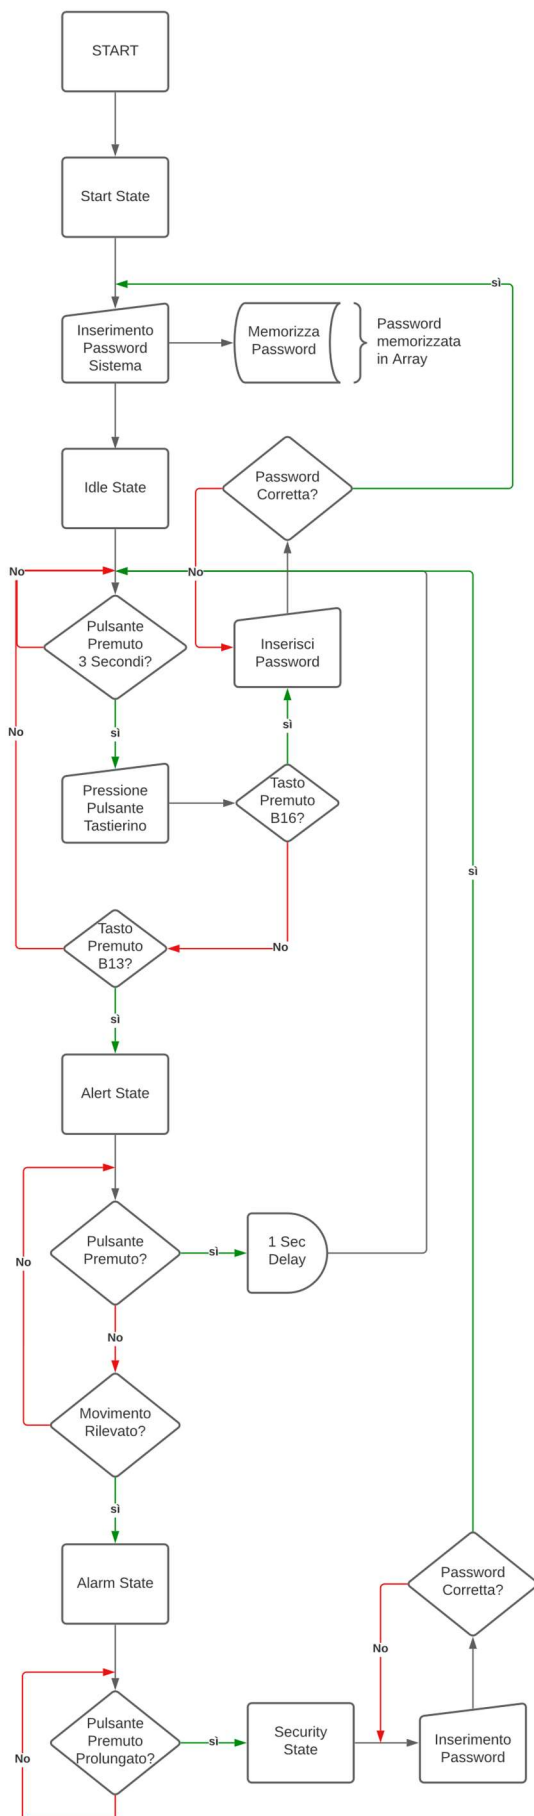 START
Start State
sì
Inserimento
Password
Sistema
Memorizza
Password
Password
memorizzata
in Array
Idle State
Password
Corretta?
No
No
Pulsante
Premuto
3 Secondi?
Inserisci
Password
No
sì
sì
Pressione
Pulsante
Tastierino
Tasto
Premuto
B16?
sì
Tasto
Premuto
B13?
No
sì
Alert State
Pulsante
Premuto?
sì
1 Sec
Delay
No
No
Movimento
Rilevato?
sì
Alarm State
Password
Corretta?
No
Pulsante
Premuto
Prolungato?
sì
Security
State
Inserimento
Password
No